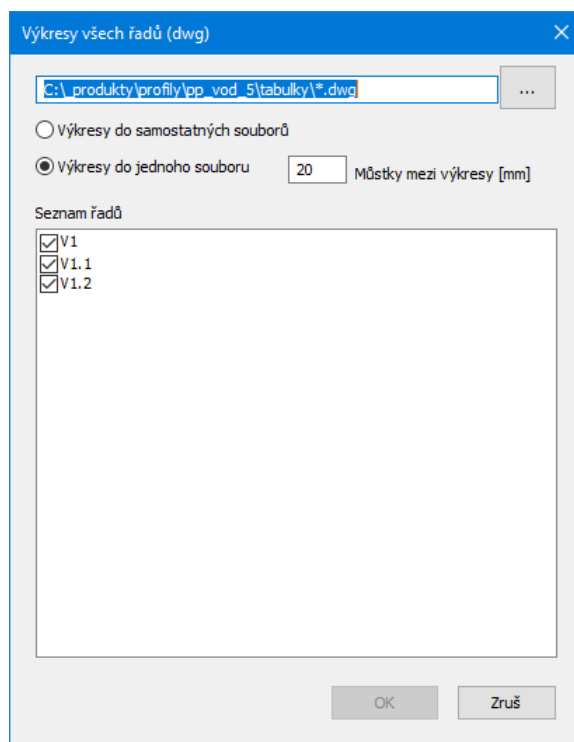 Výkresy všech řadů (dwg)
C:\_produkty\profily\pp_vod_5\tabulky\*.dwg
...
Výkresy do samostatných souborů
Výkresy do jednoho souboru 20 Můstky mezi výkresy [mm]
Seznam řadů
V1
V1.1
V1.2
OK Zruš